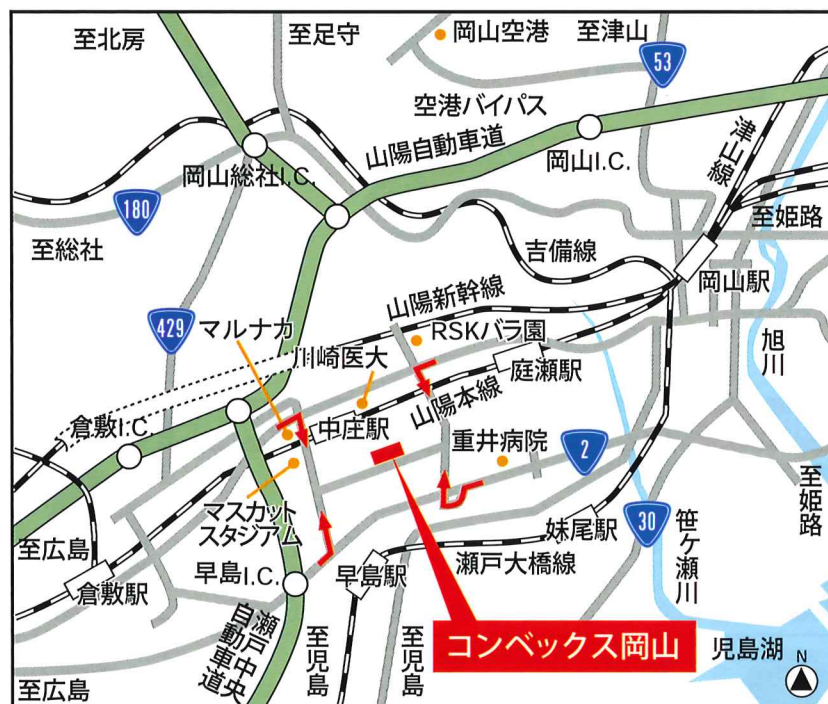 至北房
至足守
岡山空港
至津山
53
空港バイパス
山陽自動車道
岡山I.C.
津山線
岡山総社I.C.
180
至総社
吉備線
至姫路
岡山駅
429
マルナカ
山陽新幹線
RSKバラ園
旭川
川崎医大
庭瀬駅
山陽本線
倉敷I.C.
中庄駅
重井病院
2
マスカット
スタジアム
至姫路
至広島
妹尾駅
30
笹ヶ瀬川
倉敷駅
早島I.C.
早島駅
瀬戸大橋線
瀬戸中央
自動車道
至児島
至児島
コンベックス岡山
児島湖
N
至広島